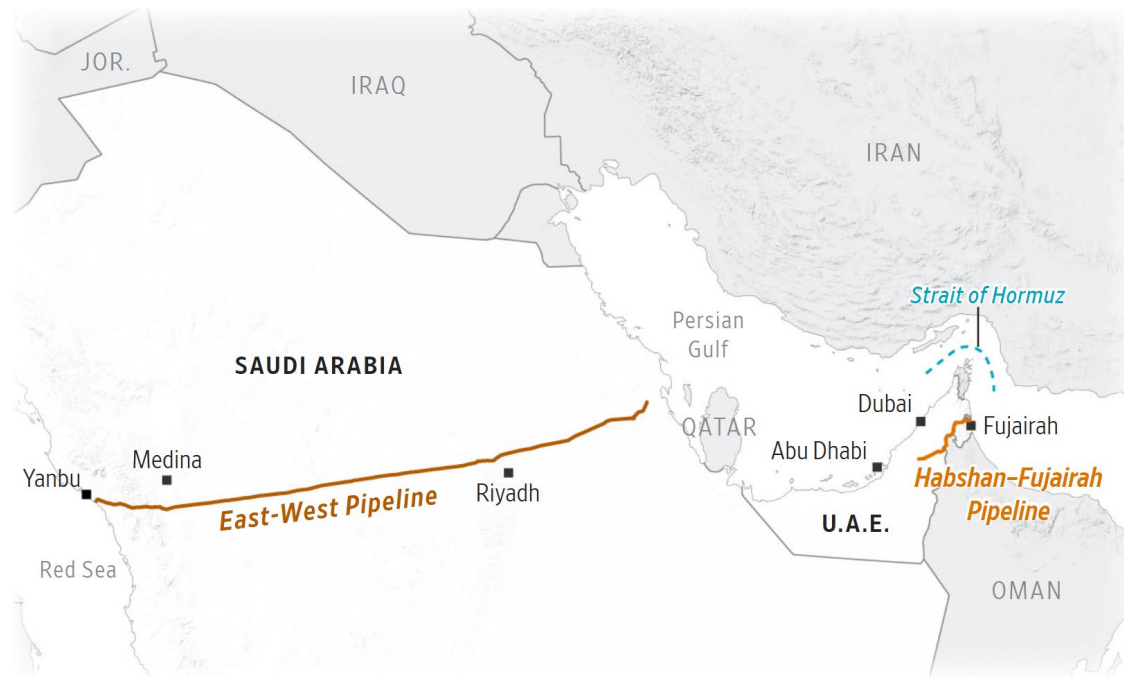 JOR.
IRAQ
IRAN
Strait of Hormuz
Persian
Gulf
SAUDI ARABIA
Dubai
QATAR
Fujairah
Abu Dhabi
Medina
Yanbu
Riyadh
Habshan–Fujairah
Pipeline
East-West Pipeline
U.A.E.
Red Sea
OMAN